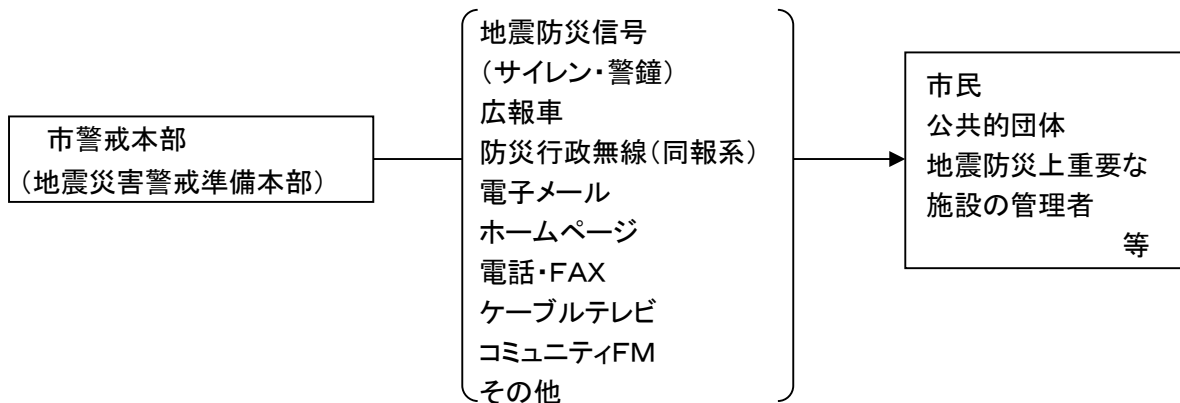 市警戒本部
（地震災害警戒準備本部）
地震防災信号
（サイレン・警鐘）
広報車
防災行政無線（同報系）
電子メール
ホームページ
電話・FAX
ケーブルテレビ
コミュニティFM
その他
市民
公共的団体
地震防災上重要な
施設の管理者
等